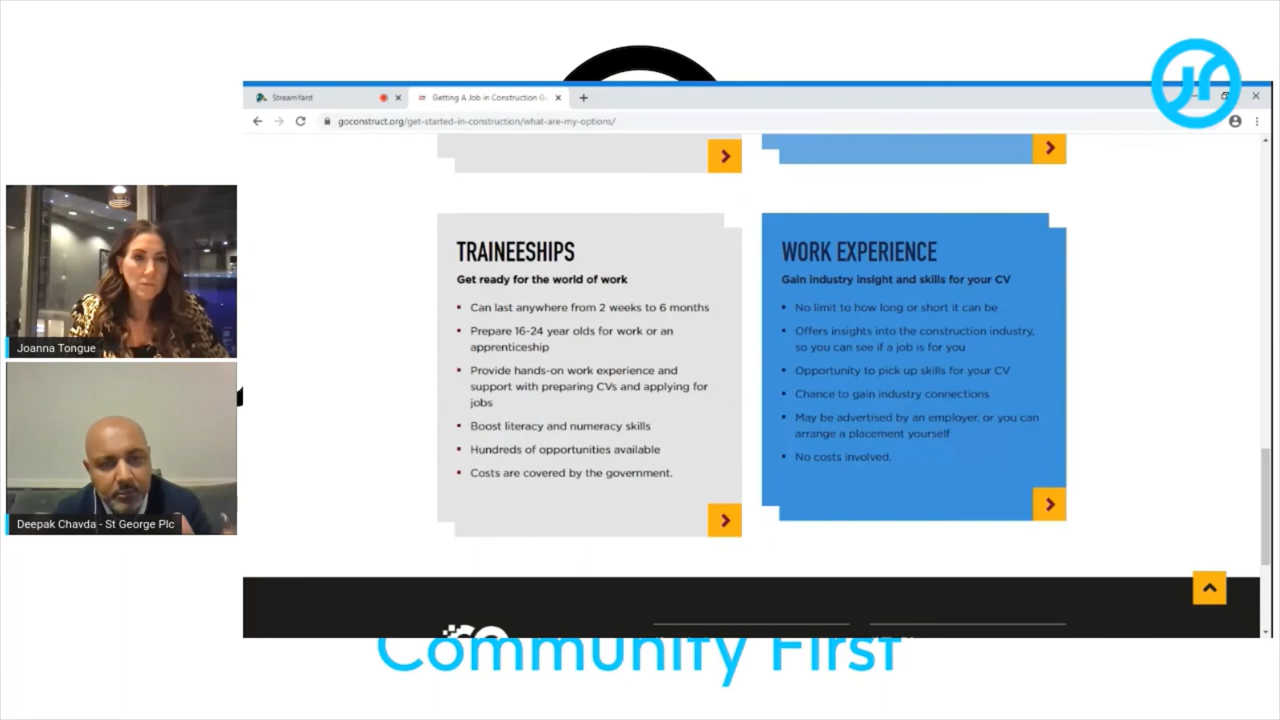 StreamYard
Getting A Job in Construction G
goconstruct.org/get-started-in-construction/what-are-my-options/
Joanna Tongue
Deepak Chavda - St George Plc
TRAINEESHIPS
Get ready for the world of work
Can last anywhere from 2 weeks to 6 months
Prepare 16-24 year olds for work or an
apprenticeship
Provide hands-on work experience and
support with preparing CVs and applying for
jobs
Boost literacy and numeracy skills
Hundreds of opportunities available
Costs are covered by the government.
WORK EXPERIENCE
Gain industry insight and skills for your CV
No limit to how long or short it can be
Offers insights into the construction industry,
so you can see if a job is for you
Opportunity to pick up skills for your CV
Chance to gain industry connections
May be advertised by an employer, or you can
arrange a placement yourself
No costs involved.
Community First